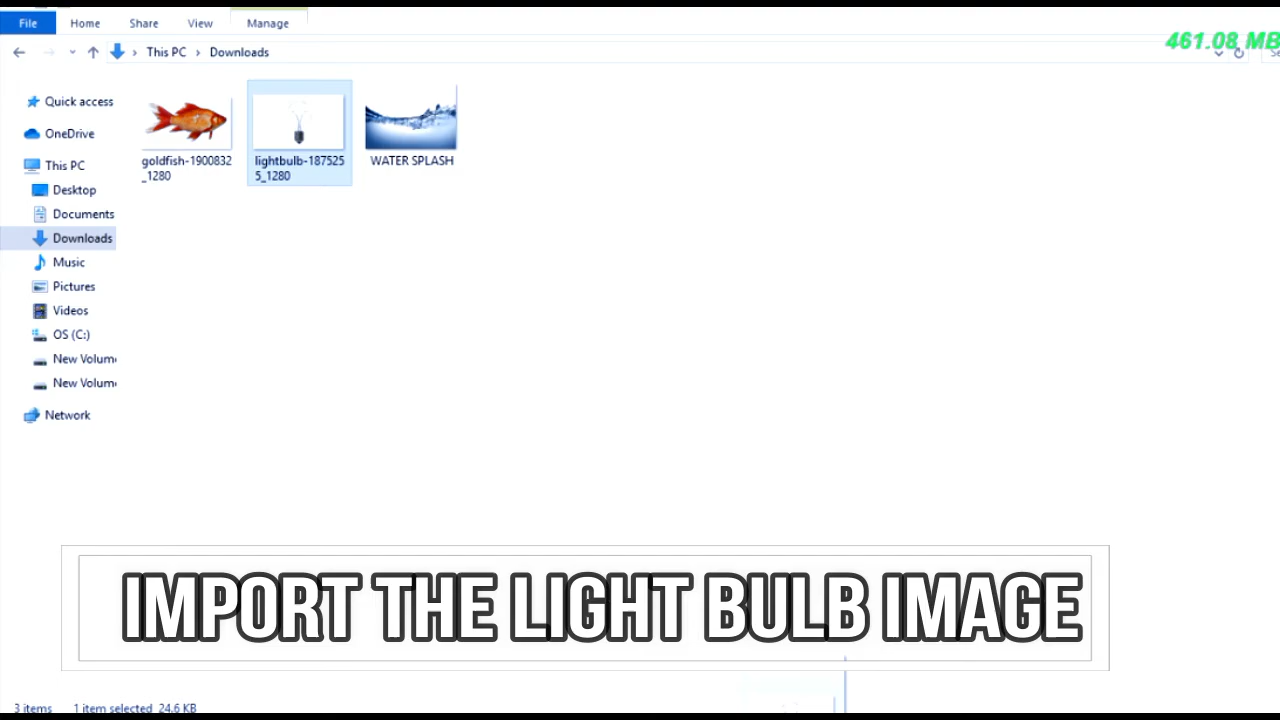 File Home Share View Manage
461.08 MB
This PC Downloads
Quick access
OneDrive
This PC
Desktop
Documents
Downloads
Music
Pictures
Videos
OS (C:)
New Volum
New Volum
Network
goldfish-1900832
_1280
lightbulb-187525
5_1280
WATER SPLASH
IMPORT THE LIGHT BULB IMAGE
3 items 1 item selected 24.6 KB